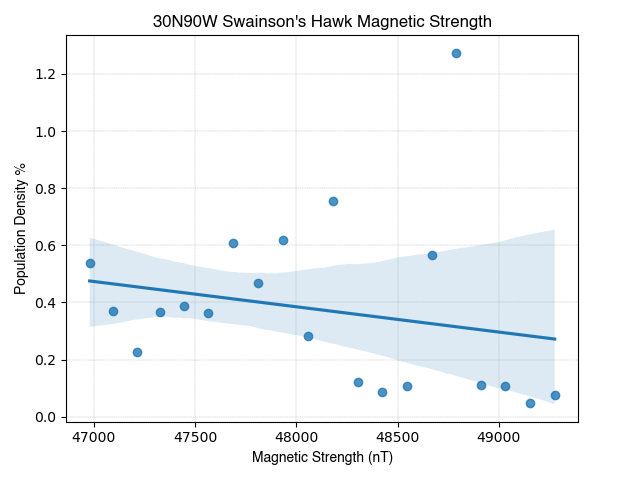 30N90W Swainson's Hawk Magnetic Strength
Population Density %
1.2
1.0
0.8
0.6
0.4
0.2
0.0
47000 47500 48000 48500 49000
Magnetic Strength (nT)